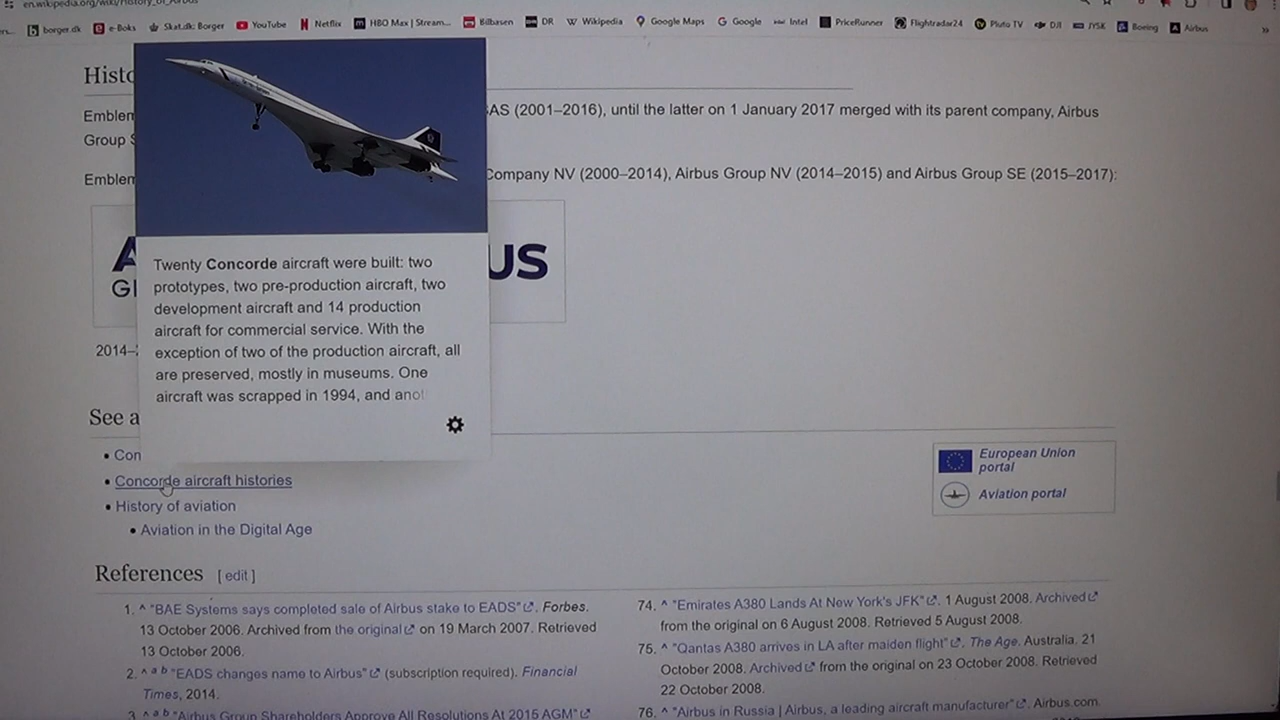 en.wikipedia.org/wiki/History_of_Airbus
borger.dk e-Boks Skat.dk: Borger YouTube Netflix HBO Max | Stream... Bilbasen DR Wikipedia Google Maps Google Intel PriceRunner Flightradar24 Pluto TV DJI JYSK Boeing Airbus
Histo
Emblem
AS (2001–2016), until the latter on 1 January 2017 merged with its parent company, Airbus
Group S
Emblem
Company NV (2000–2014), Airbus Group NV (2014–2015) and Airbus Group SE (2015–2017):
A
US
G
Twenty Concorde aircraft were built: two
prototypes, two pre-production aircraft, two
development aircraft and 14 production
aircraft for commercial service. With the
exception of two of the production aircraft, all
are preserved, mostly in museums. One
aircraft was scrapped in 1994, and anot
2014–
See a
• Con
• Concorde aircraft histories
• History of aviation
• Aviation in the Digital Age
European Union
portal
Aviation portal
References [ edit ]
1. ^ "BAE Systems says completed sale of Airbus stake to EADS". Forbes.
13 October 2006. Archived from the original on 19 March 2007. Retrieved
13 October 2006.
2. ^ a b "EADS changes name to Airbus" (subscription required). Financial
Times, 2014.
3. ^ a b "Airbus Group Shareholders Approve All Resolutions At 2015 AGM"
74. ^ "Emirates A380 Lands At New York's JFK". 1 August 2008. Archived
from the original on 6 August 2008. Retrieved 5 August 2008.
75. ^ "Qantas A380 arrives in LA after maiden flight". The Age. Australia. 21
October 2008. Archived from the original on 23 October 2008. Retrieved
22 October 2008.
76. ^ "Airbus in Russia | Airbus, a leading aircraft manufacturer". Airbus.com.